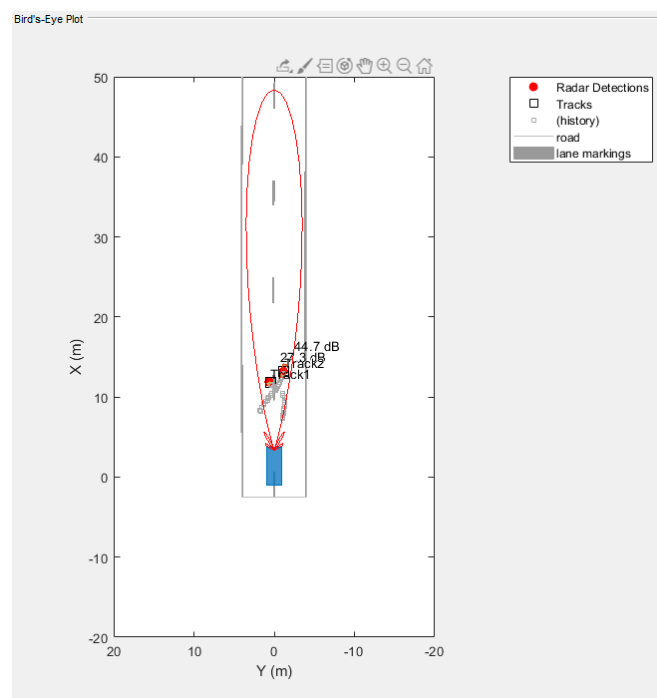 Bird's-Eye Plot
50
40
30
20
10
0
-10
-20
20
10
0
-10
-20
X (m)
Y (m)
44.7 dB
27.3 dB
Track2
Track1
Radar Detections
Tracks
(history)
road
lane markings